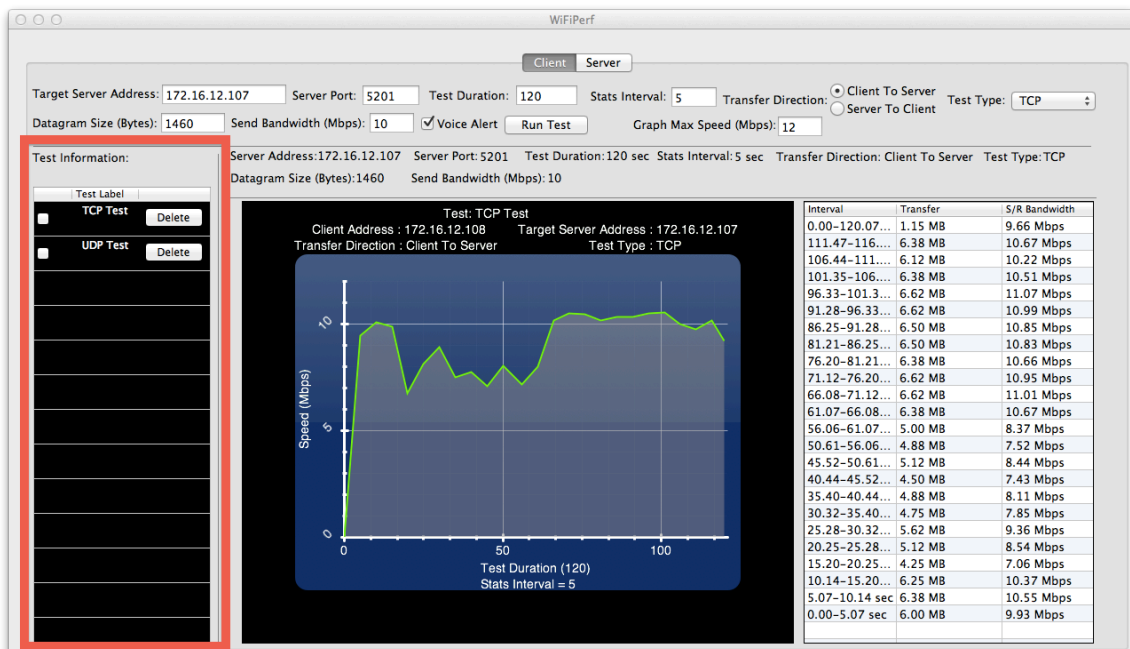 WiFiPerf
Client Server
Target Server Address: 172.16.12.107 Server Port: 5201 Test Duration: 120 Stats Interval: 5 Transfer Direction: Client To Server Server To Client Test Type: TCP
Datagram Size (Bytes): 1460 Send Bandwidth (Mbps): 10 Voice Alert Run Test Graph Max Speed (Mbps): 12
Test Information:
Test Label
TCP Test Delete
UDP Test Delete
Server Address:172.16.12.107 Server Port: 5201 Test Duration:120 sec Stats Interval:5 sec Transfer Direction: Client To Server Test Type:TCP
Datagram Size (Bytes):1460 Send Bandwidth (Mbps):10
Test: TCP Test
Client Address : 172.16.12.108 Target Server Address : 172.16.12.107
Transfer Direction : Client To Server Test Type : TCP
Speed (Mbps)
10
5
0
0 50 100
Test Duration (120)
Stats Interval = 5
Interval Transfer S/R Bandwidth
0.00-120.07... 1.15 MB 9.66 Mbps
111.47-116.... 6.38 MB 10.67 Mbps
106.44-111.... 6.12 MB 10.22 Mbps
101.35-106.... 6.38 MB 10.51 Mbps
96.33-101.3... 6.62 MB 11.07 Mbps
91.28-96.33... 6.62 MB 10.99 Mbps
86.25-91.28... 6.50 MB 10.85 Mbps
81.21-86.25... 6.50 MB 10.83 Mbps
76.20-81.21... 6.38 MB 10.66 Mbps
71.12-76.20... 6.62 MB 10.95 Mbps
66.08-71.12... 6.62 MB 11.01 Mbps
61.07-66.08... 6.38 MB 10.67 Mbps
56.06-61.07... 5.00 MB 8.37 Mbps
50.61-56.06... 4.88 MB 7.52 Mbps
45.52-50.61... 5.12 MB 8.44 Mbps
40.44-45.52... 4.50 MB 7.43 Mbps
35.40-40.44... 4.88 MB 8.11 Mbps
30.32-35.40... 4.75 MB 7.85 Mbps
25.28-30.32... 5.62 MB 9.36 Mbps
20.25-25.28... 5.12 MB 8.54 Mbps
15.20-20.25... 4.25 MB 7.06 Mbps
10.14-15.20... 6.25 MB 10.37 Mbps
5.07-10.14 sec 6.38 MB 10.55 Mbps
0.00-5.07 sec 6.00 MB 9.93 Mbps